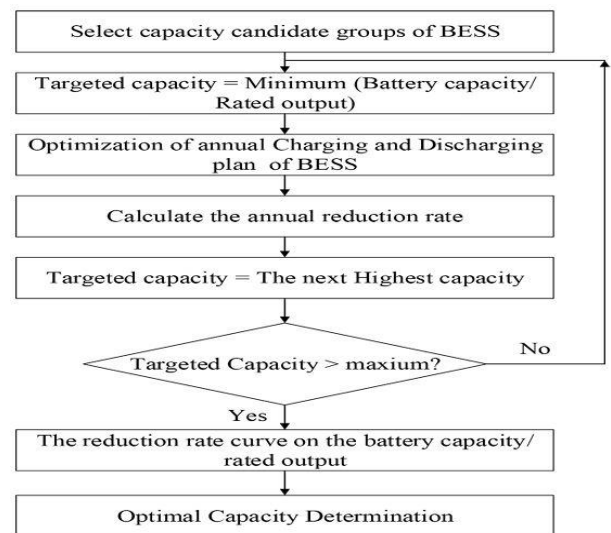 Select capacity candidate groups of BESS
Targeted capacity = Minimum (Battery capacity/
Rated output)
Optimization of annual Charging and Discharging
plan of BESS
Calculate the annual reduction rate
Targeted capacity = The next Highest capacity
Targeted Capacity > maxium?
No
Yes
The reduction rate curve on the battery capacity/
rated output
Optimal Capacity Determination